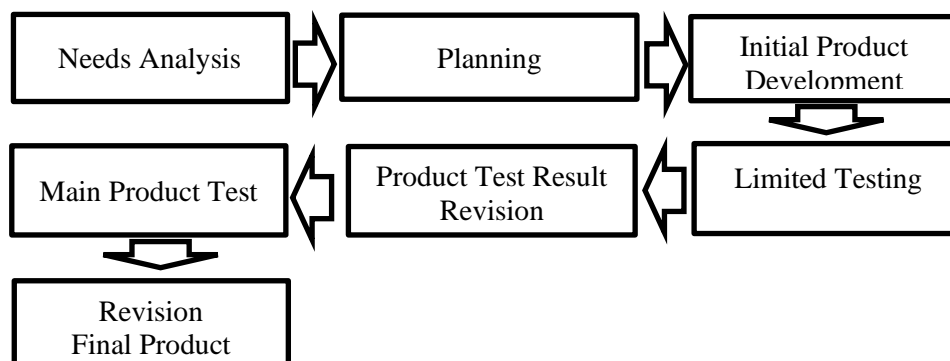 Needs Analysis
Planning
Initial Product
Development
Limited Testing
Product Test Result
Revision
Main Product Test
Revision
Final Product